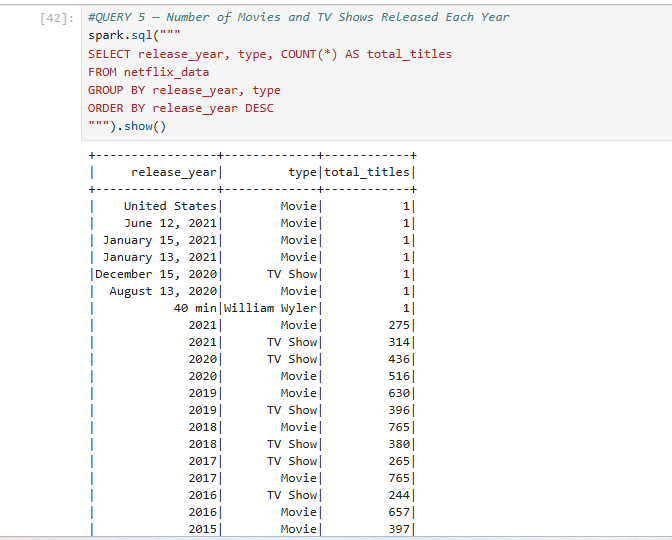 [42]: #QUERY 5 — Number of Movies and TV Shows Released Each Year
spark.sql("""
SELECT release_year, type, COUNT(*) AS total_titles
FROM netflix_data
GROUP BY release_year, type
ORDER BY release_year DESC
""").show()
+-----------------+-------------+------------+
|     release_year|         type|total_titles|
+-----------------+-------------+------------+
|    United States|        Movie|           1|
|    June 12, 2021|        Movie|           1|
| January 15, 2021|        Movie|           1|
| January 13, 2021|        Movie|           1|
|December 15, 2020|      TV Show|           1|
|  August 13, 2020|        Movie|           1|
|           40 min|William Wyler|           1|
|             2021|        Movie|         275|
|             2021|      TV Show|         314|
|             2020|      TV Show|         436|
|             2020|        Movie|         516|
|             2019|        Movie|         630|
|             2019|      TV Show|         396|
|             2018|        Movie|         765|
|             2018|      TV Show|         380|
|             2017|      TV Show|         265|
|             2017|        Movie|         765|
|             2016|      TV Show|         244|
|             2016|        Movie|         657|
|             2015|        Movie|         397|